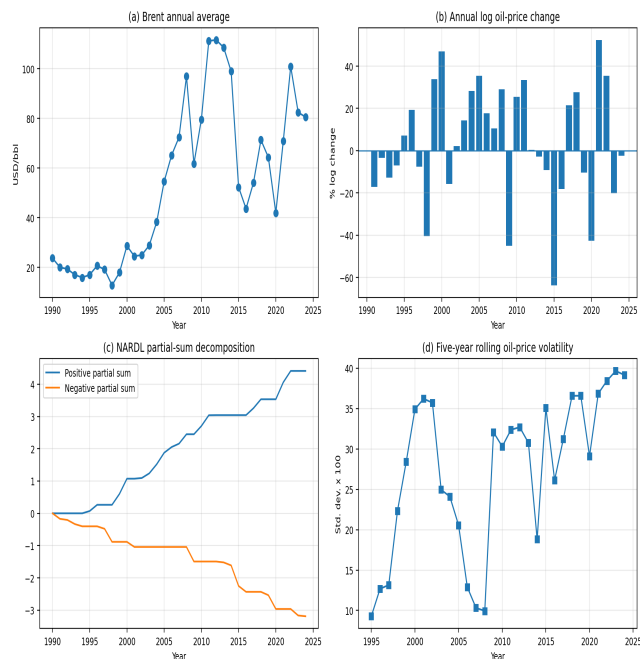 (a) Brent annual average
USD/bbl
100
80
60
40
20
1990 1995 2000 2005 2010 2015 2020 2025
Year
(b) Annual log oil-price change
% log change
40
20
0
−20
−40
−60
1990 1995 2000 2005 2010 2015 2020 2025
Year
(c) NARDL partial-sum decomposition
Positive partial sum
Negative partial sum
4
3
2
1
0
−1
−2
−3
1990 1995 2000 2005 2010 2015 2020 2025
Year
(d) Five-year rolling oil-price volatility
Std. dev. x 100
40
35
30
25
20
15
10
1995 2000 2005 2010 2015 2020 2025
Year